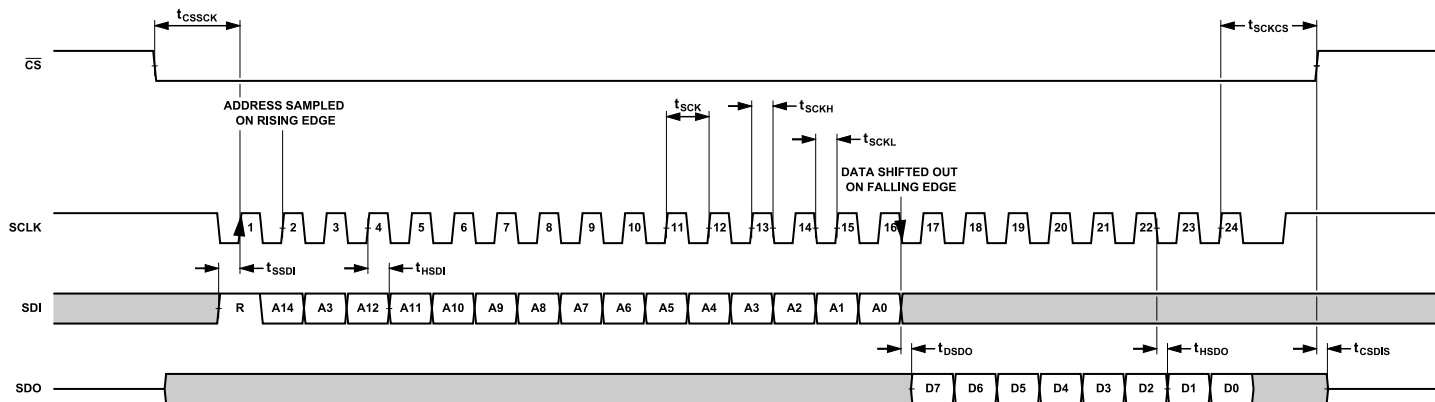 tCSSCK
tSCKCS
CS
ADDRESS SAMPLED
ON RISING EDGE
tSCK
tSCKH
tSCKL
DATA SHIFTED OUT
ON FALLING EDGE
SCLK
1 2 3 4 5 6 7 8 9 10 11 12 13 14 15 16 17 18 19 20 21 22 23 24
tSSDI
tHSDI
SDI
R A14 A3 A12 A11 A10 A9 A8 A7 A6 A5 A4 A3 A2 A1 A0
tDSDO
tHSDO
tCSDIS
SDO
D7 D6 D5 D4 D3 D2 D1 D0